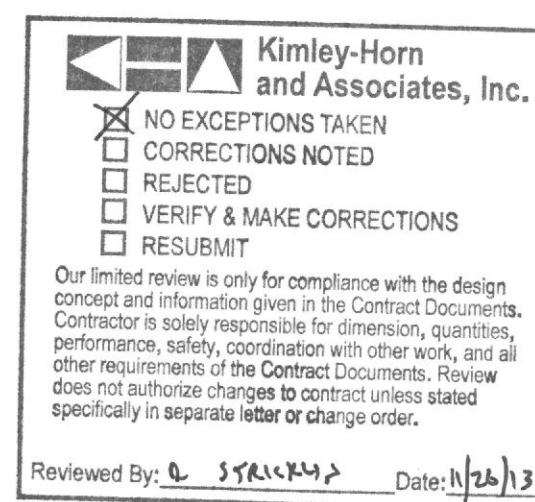 Kimley-Horn
and Associates, Inc.
NO EXCEPTIONS TAKEN
CORRECTIONS NOTED
REJECTED
VERIFY & MAKE CORRECTIONS
RESUBMIT
Our limited review is only for compliance with the design
concept and information given in the Contract Documents.
Contractor is solely responsible for dimension, quantities,
performance, safety, coordination with other work, and all
other requirements of the Contract Documents. Review
does not authorize changes to contract unless stated
specifically in separate letter or change order.
Reviewed By: Date: 11/26/13